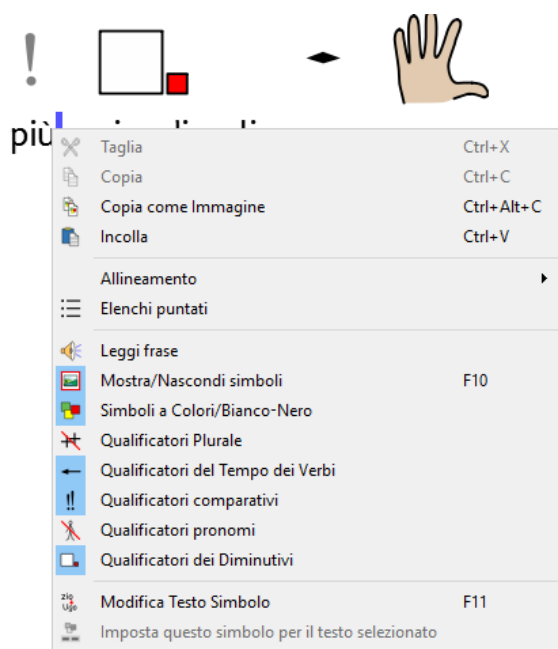 più
Taglia Ctrl+X
Copia Ctrl+C
Copia come Immagine Ctrl+Alt+C
Incolla Ctrl+V
Allineamento
Elenchi puntati
Leggi frase
Mostra/Nascondi simboli F10
Simboli a Colori/Bianco-Nero
Qualificatori Plurale
Qualificatori del Tempo dei Verbi
Qualificatori comparativi
Qualificatori pronomi
Qualificatori dei Diminutivi
Modifica Testo Simbolo F11
Imposta questo simbolo per il testo selezionato